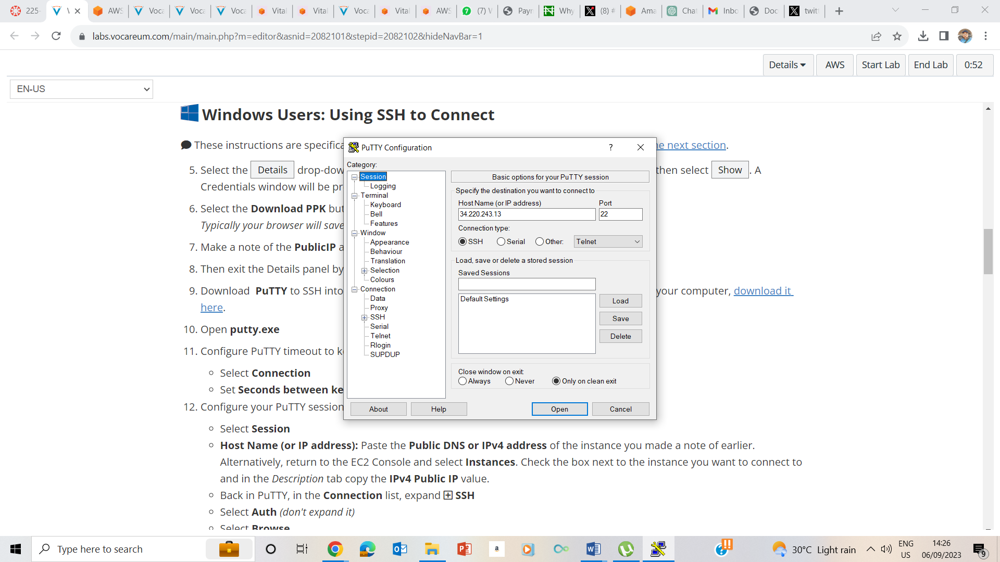 225-
AWS
Voca
Voca
Voca
Vital
Vital
Voca
Vital
AWS
(7) V
Payn
Why
(8) #
Ama
Chat
Inbo
Doc
twitt
labs.vocareum.com/main/main.php?m=editor&asnid=2082101&stepid=2082102&hideNavBar=1
Details
AWS
Start Lab
End Lab
0:52
EN-US
Windows Users: Using SSH to Connect
These instructions are specifica
he next section.
5. Select the Details drop-dow
then select Show . A
Credentials window will be pr
6. Select the Download PPK but
Typically your browser will save
7. Make a note of the PublicIP a
8. Then exit the Details panel by
9. Download PuTTY to SSH into
your computer, download it
here.
10. Open putty.exe
11. Configure PuTTY timeout to ke
Select Connection
Set Seconds between ke
12. Configure your PuTTY session
Select Session
Host Name (or IP address): Paste the Public DNS or IPv4 address of the instance you made a note of earlier.
Alternatively, return to the EC2 Console and select Instances. Check the box next to the instance you want to connect to
and in the Description tab copy the IPv4 Public IP value.
Back in PuTTY, in the Connection list, expand SSH
Select Auth (don't expand it)
Select Browse
PuTTY Configuration
?
Category:
Session
Logging
Terminal
Keyboard
Bell
Features
Window
Appearance
Behaviour
Translation
Selection
Colours
Connection
Data
Proxy
SSH
Serial
Telnet
Rlogin
SUPDUP
Basic options for your PuTTY session
Specify the destination you want to connect to
Host Name (or IP address)
Port
34.220.243.13
22
Connection type:
SSH
Serial
Other:
Telnet
Load, save or delete a stored session
Saved Sessions
Default Settings
Load
Save
Delete
Close window on exit:
Always
Never
Only on clean exit
About
Help
Open
Cancel
Type here to search
30°C Light rain
ENG
US
14:26
06/09/2023
9